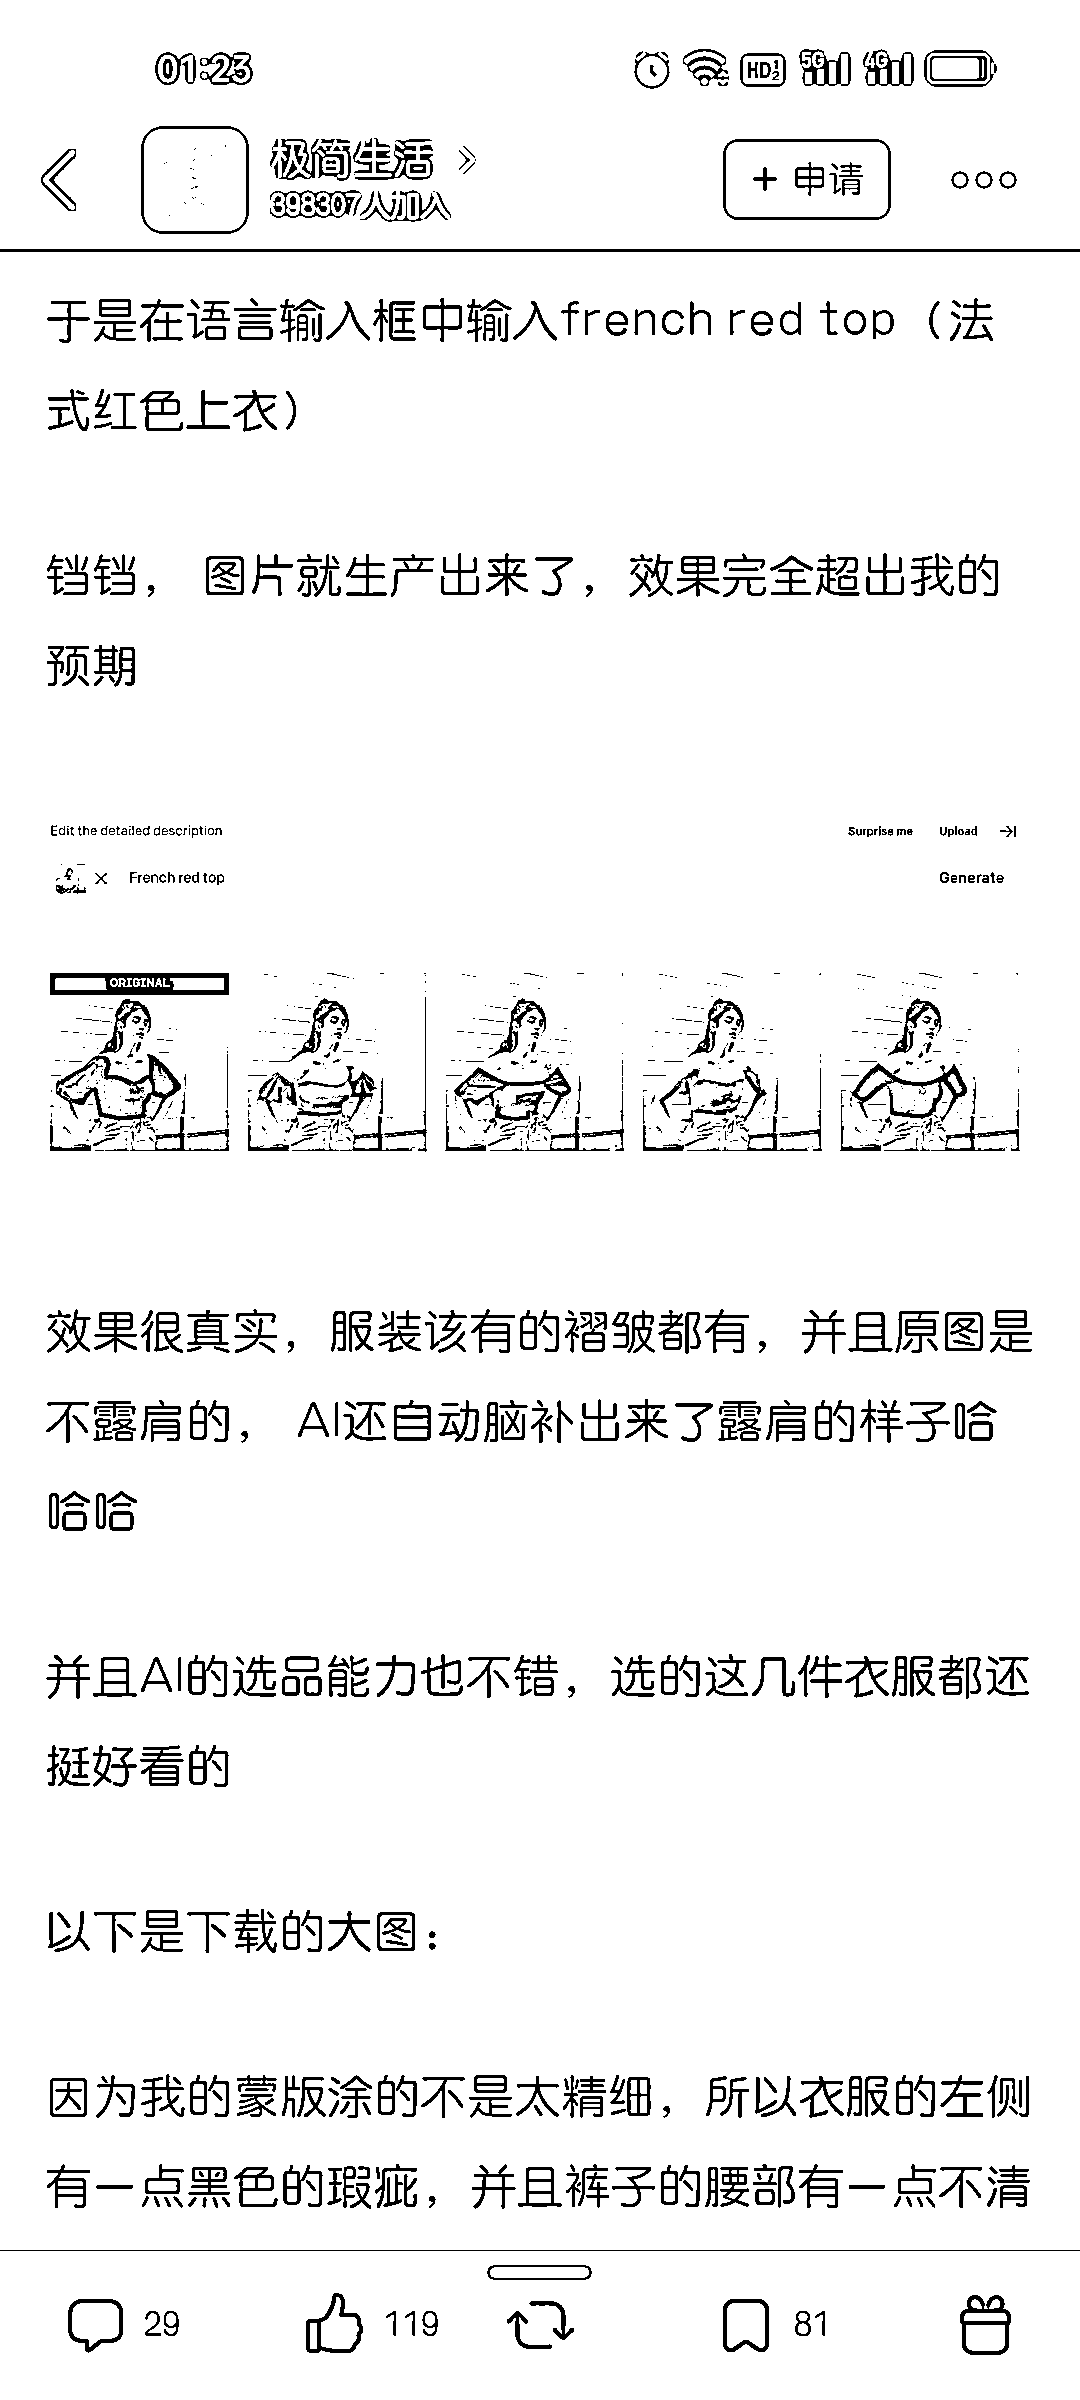 01:23
HD 1 2 5G 4G
极简生活
398307人加入
+ 申请
于是在语言输入框中输入french red top（法
式红色上衣）
铛铛， 图片就生产出来了，效果完全超出我的
预期
Edit the detailed description
Surprise me Upload
French red top
Generate
ORIGINAL
效果很真实，服装该有的褶皱都有，并且原图是
不露肩的， AI还自动脑补出来了露肩的样子哈
哈哈
并且AI的选品能力也不错，选的这几件衣服都还
挺好看的
以下是下载的大图：
因为我的蒙版涂的不是太精细，所以衣服的左侧
有一点黑色的瑕疵，并且裤子的腰部有一点不清
29 119 81